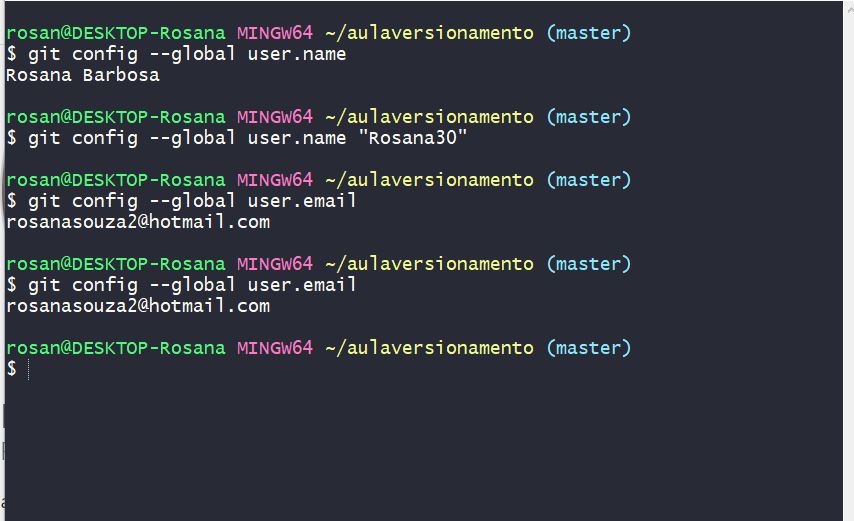 rosan@DESKTOP-Rosana MINGW64 ~/aulaversionamento (master)
$ git config --global user.name
Rosana Barbosa
rosan@DESKTOP-Rosana MINGW64 ~/aulaversionamento (master)
$ git config --global user.name "Rosana30"
rosan@DESKTOP-Rosana MINGW64 ~/aulaversionamento (master)
$ git config --global user.email
rosanasouza2@hotmail.com
rosan@DESKTOP-Rosana MINGW64 ~/aulaversionamento (master)
$ git config --global user.email
rosanasouza2@hotmail.com
rosan@DESKTOP-Rosana MINGW64 ~/aulaversionamento (master)
$